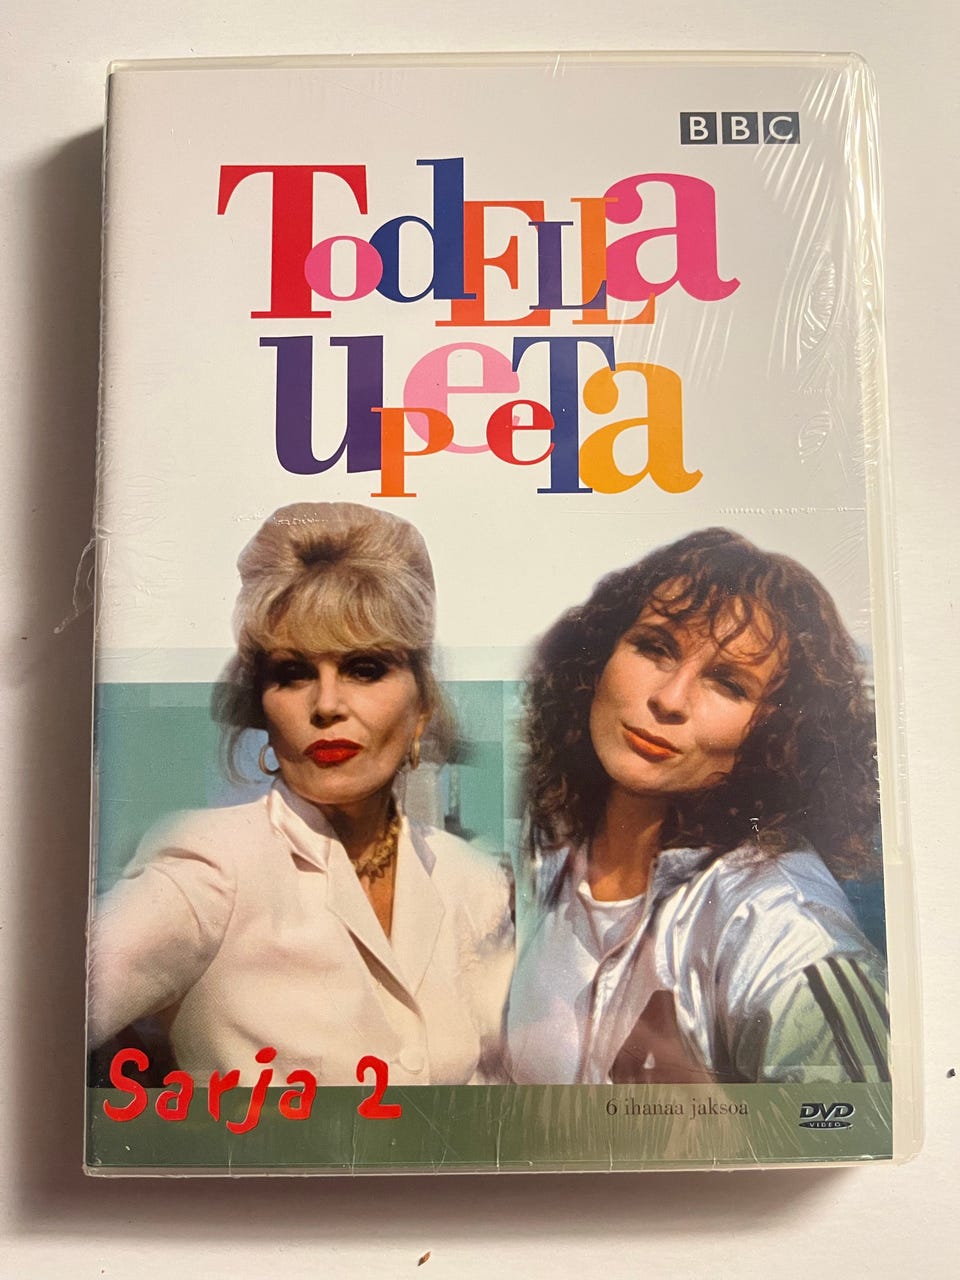 BBC
TodELLa
UPeeTa
Sarja 2
6 ihanaa jaksoa
DVD
VIDEO